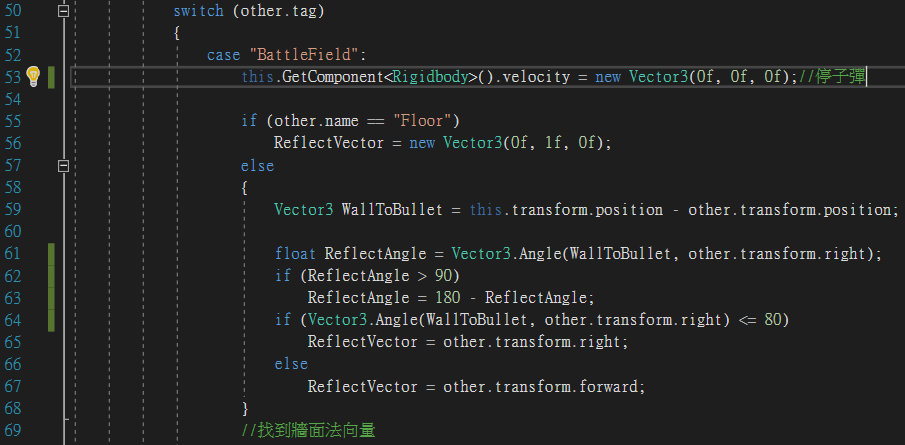 50 switch (other.tag)
51 {
52 case "BattleField":
53 this.GetComponent<Rigidbody>().velocity = new Vector3(0f, 0f, 0f);//停子彈
54
55 if (other.name == "Floor")
56 ReflectVector = new Vector3(0f, 1f, 0f);
57 else
58 {
59 Vector3 WallToBullet = this.transform.position - other.transform.position;
60
61 float ReflectAngle = Vector3.Angle(WallToBullet, other.transform.right);
62 if (ReflectAngle > 90)
63 ReflectAngle = 180 - ReflectAngle;
64 if (Vector3.Angle(WallToBullet, other.transform.right) <= 80)
65 ReflectVector = other.transform.right;
66 else
67 ReflectVector = other.transform.forward;
68 }
69 //找到牆面法向量